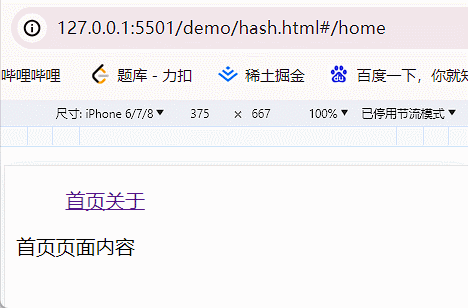 127.0.0.1:5501/demo/hash.html#/home
哔哩哔哩 题库 - 力扣 稀土掘金 百度一下，你就知
尺寸: iPhone 6/7/8 ▼ 375 × 667 100% ▼ 已停用节流模式 ▼
首页关于
首页页面内容